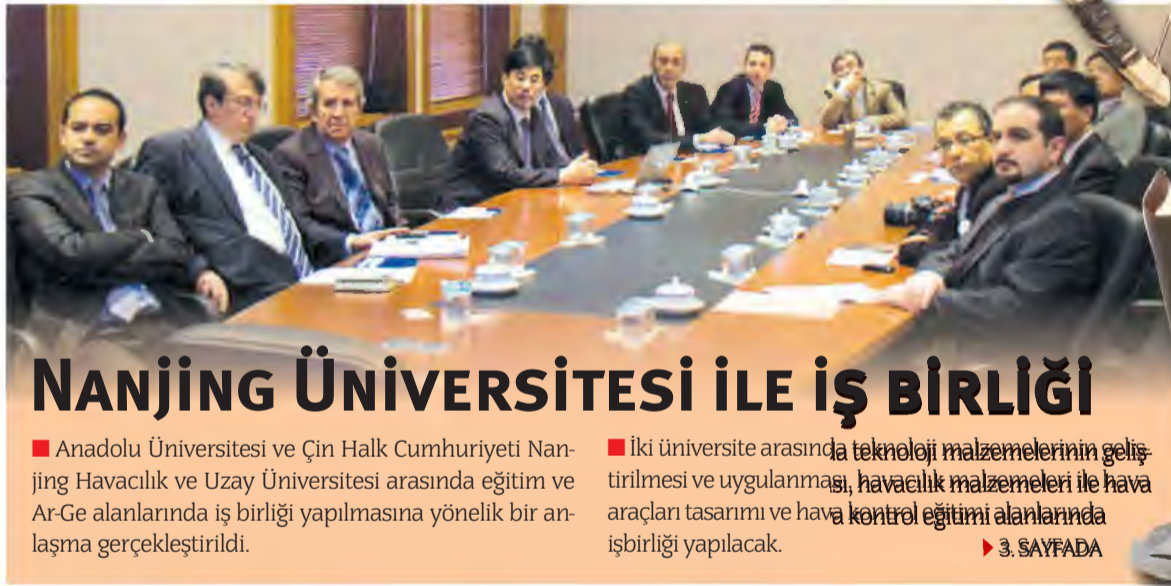 NANJİNG ÜNİVERSİTESİ İLE İŞ BİRLİĞİ
Anadolu Üniversitesi ve Çin Halk Cumhuriyeti Nan-
jing Havacılık ve Uzay Üniversitesi arasında eğitim ve
Ar-Ge alanlarında iş birliği yapılmasına yönelik bir an-
laşma gerçekleştirildi.
İki üniversite arasında teknoloji malzemelerinin geliş-
tirilmesi ve uygulanması, havacılık malzemeleri ile hava
araçları tasarımı ve hava kontrol eğitimi alanlarında
işbirliği yapılacak.
3. SAYFADA